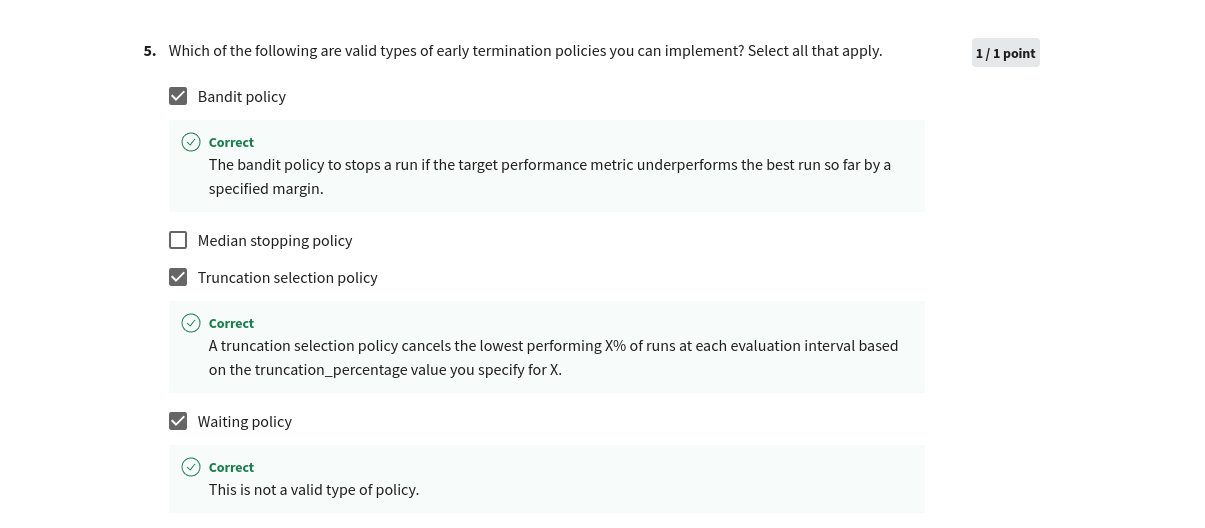 5. Which of the following are valid types of early termination policies you can implement? Select all that apply.
1 / 1 point
Bandit policy
Correct
The bandit policy to stops a run if the target performance metric underperforms the best run so far by a
specified margin.
Median stopping policy
Truncation selection policy
Correct
A truncation selection policy cancels the lowest performing X% of runs at each evaluation interval based
on the truncation_percentage value you specify for X.
Waiting policy
Correct
This is not a valid type of policy.